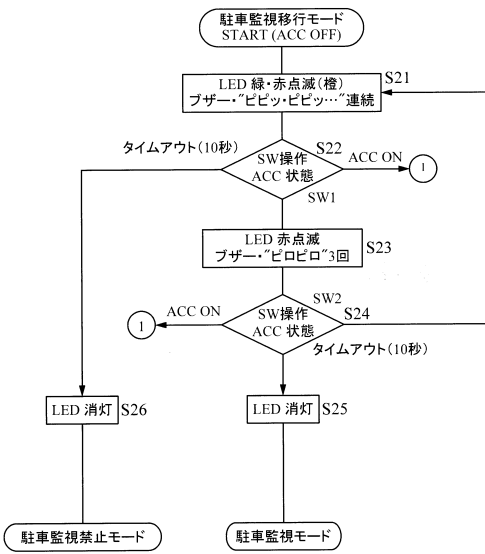 駐車監視移行モード
START (ACC OFF)
S21
LED 緑・赤点滅(橙)
ブザー・"ピピッ・ピピッ…"連続
タイムアウト(10秒)
S22
SW操作
ACC 状態
ACC ON
1
SW1
LED 赤点滅
ブザー・"ピロピロ"3回
S23
SW2
ACC ON
SW操作
ACC 状態
S24
1
タイムアウト(10秒)
LED 消灯
S26
LED 消灯
S25
駐車監視禁止モード
駐車監視モード